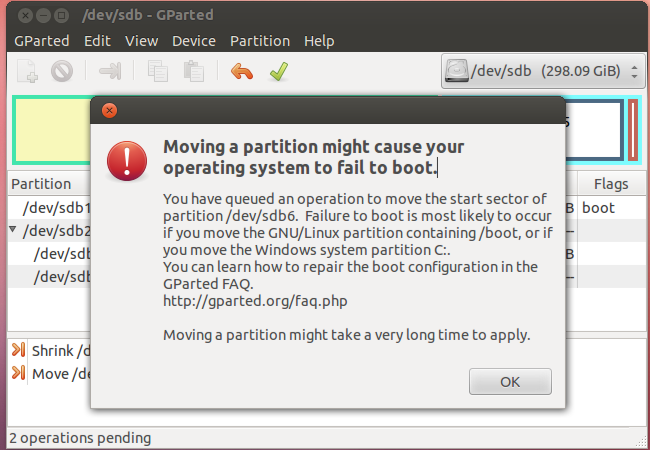 /dev/sdb - GParted
GParted Edit View Device Partition Help
/dev/sdb (298.09 GiB)
5
Partition
Flags
/dev/sdb1
B
boot
/dev/sdb2
--
/dev/sdb
B
/dev/sdb
--
Moving a partition might cause your
operating system to fail to boot.
You have queued an operation to move the start sector of
partition /dev/sdb6. Failure to boot is most likely to occur
if you move the GNU/Linux partition containing /boot, or if
you move the Windows system partition C:.
You can learn how to repair the boot configuration in the
GParted FAQ.
http://gparted.org/faq.php
Moving a partition might take a very long time to apply.
OK
Shrink /d
Move /de
2 operations pending